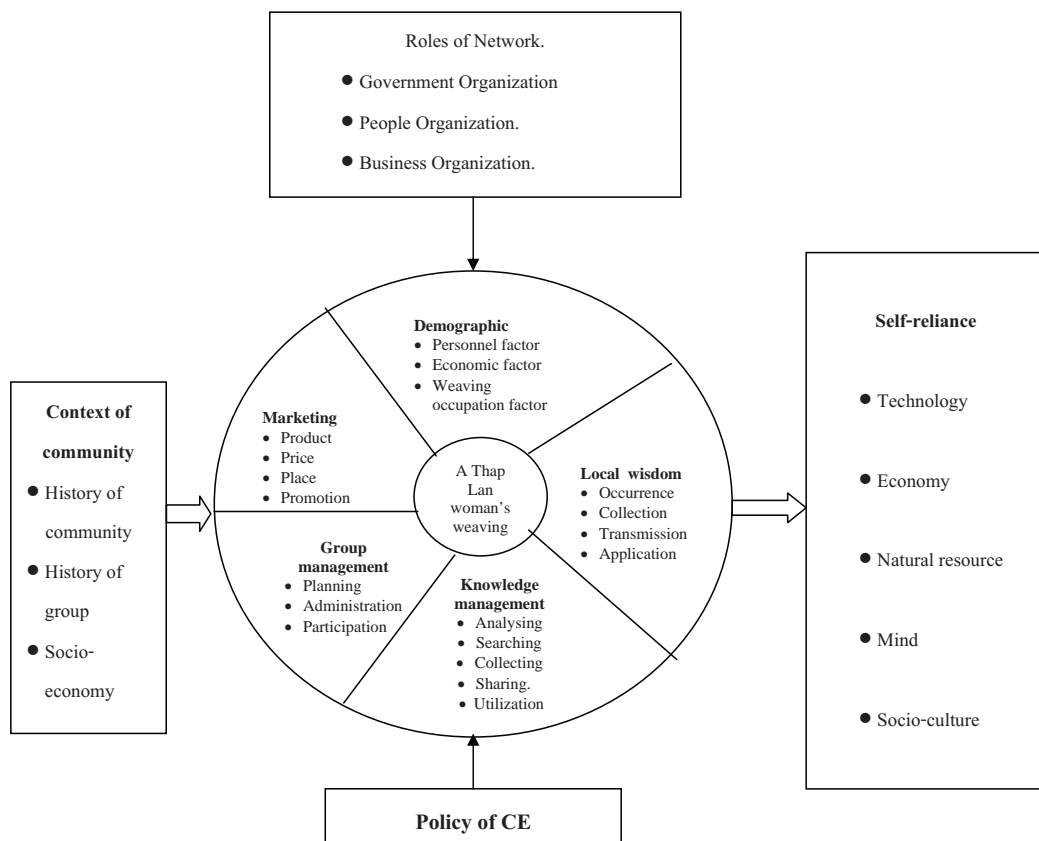 Roles of Network.
● Government Organization
● People Organization.
● Business Organization.
Context of
community
● History of
community
● History of
group
● Socio-
economy
Demographic
● Personnel factor
● Economic factor
● Weaving
occupation factor
Marketing
● Product
● Price
● Place
● Promotion
A Thap
Lan
woman's
weaving
Local wisdom
● Occurrence
● Collection
● Transmission
● Application
Group
management
● Planning
● Administration
● Participation
Knowledge
management
● Analysing
● Searching
● Collecting
● Sharing.
● Utilization
Self-reliance
● Technology
● Economy
● Natural resource
● Mind
● Socio-culture
Policy of CE